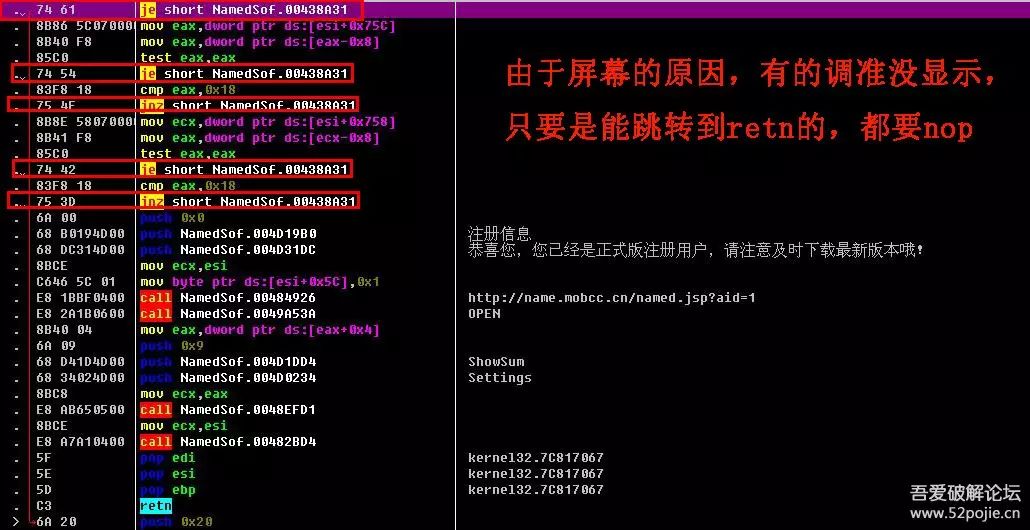 74 61 je short NamedSof.00438A31
8B86 5C07000 mov eax,dword ptr ds:[esi+0x75C]
8B40 F8 mov eax,dword ptr ds:[eax-0x8]
85C0 test eax,eax
74 54 je short NamedSof.00438A31
83F8 18 cmp eax,0x18
75 4F jnz short NamedSof.00438A31
8B8E 5807000 mov ecx,dword ptr ds:[esi+0x758]
8B41 F8 mov eax,dword ptr ds:[ecx-0x8]
85C0 test eax,eax
74 42 je short NamedSof.00438A31
83F8 18 cmp eax,0x18
75 3D jnz short NamedSof.00438A31
6A 00 push 0x0
68 B0194D00 push NamedSof.004D19B0 注册信息
68 DC314D00 push NamedSof.004D31DC 恭喜您，您已经是正式版注册用户，请注意及时下载最新版本哦！
8BCE mov ecx,esi
C646 5C 01 mov byte ptr ds:[esi+0x5C],0x1
E8 1BBF0400 call NamedSof.00484926 http://name.mobcc.cn/named.jsp?aid=1
E8 2A1B0600 call NamedSof.0049A53A OPEN
8B40 04 mov eax,dword ptr ds:[eax+0x4]
6A 09 push 0x9
68 D41D4D00 push NamedSof.004D1DD4 ShowSum
68 34024D00 push NamedSof.004D0234 Settings
8BC8 mov ecx,eax
E8 AB650500 call NamedSof.0048EFD1
8BCE mov ecx,esi
E8 A7A10400 call NamedSof.00482BD4
5F pop edi kernel32.7C817067
5E pop esi kernel32.7C817067
5D pop ebp kernel32.7C817067
C3 retn
6A 20 push 0x20
由于屏幕的原因，有的调准没显示，
只要是能跳转到retn的，都要nop
吾爱破解论坛
www.52pojie.cn